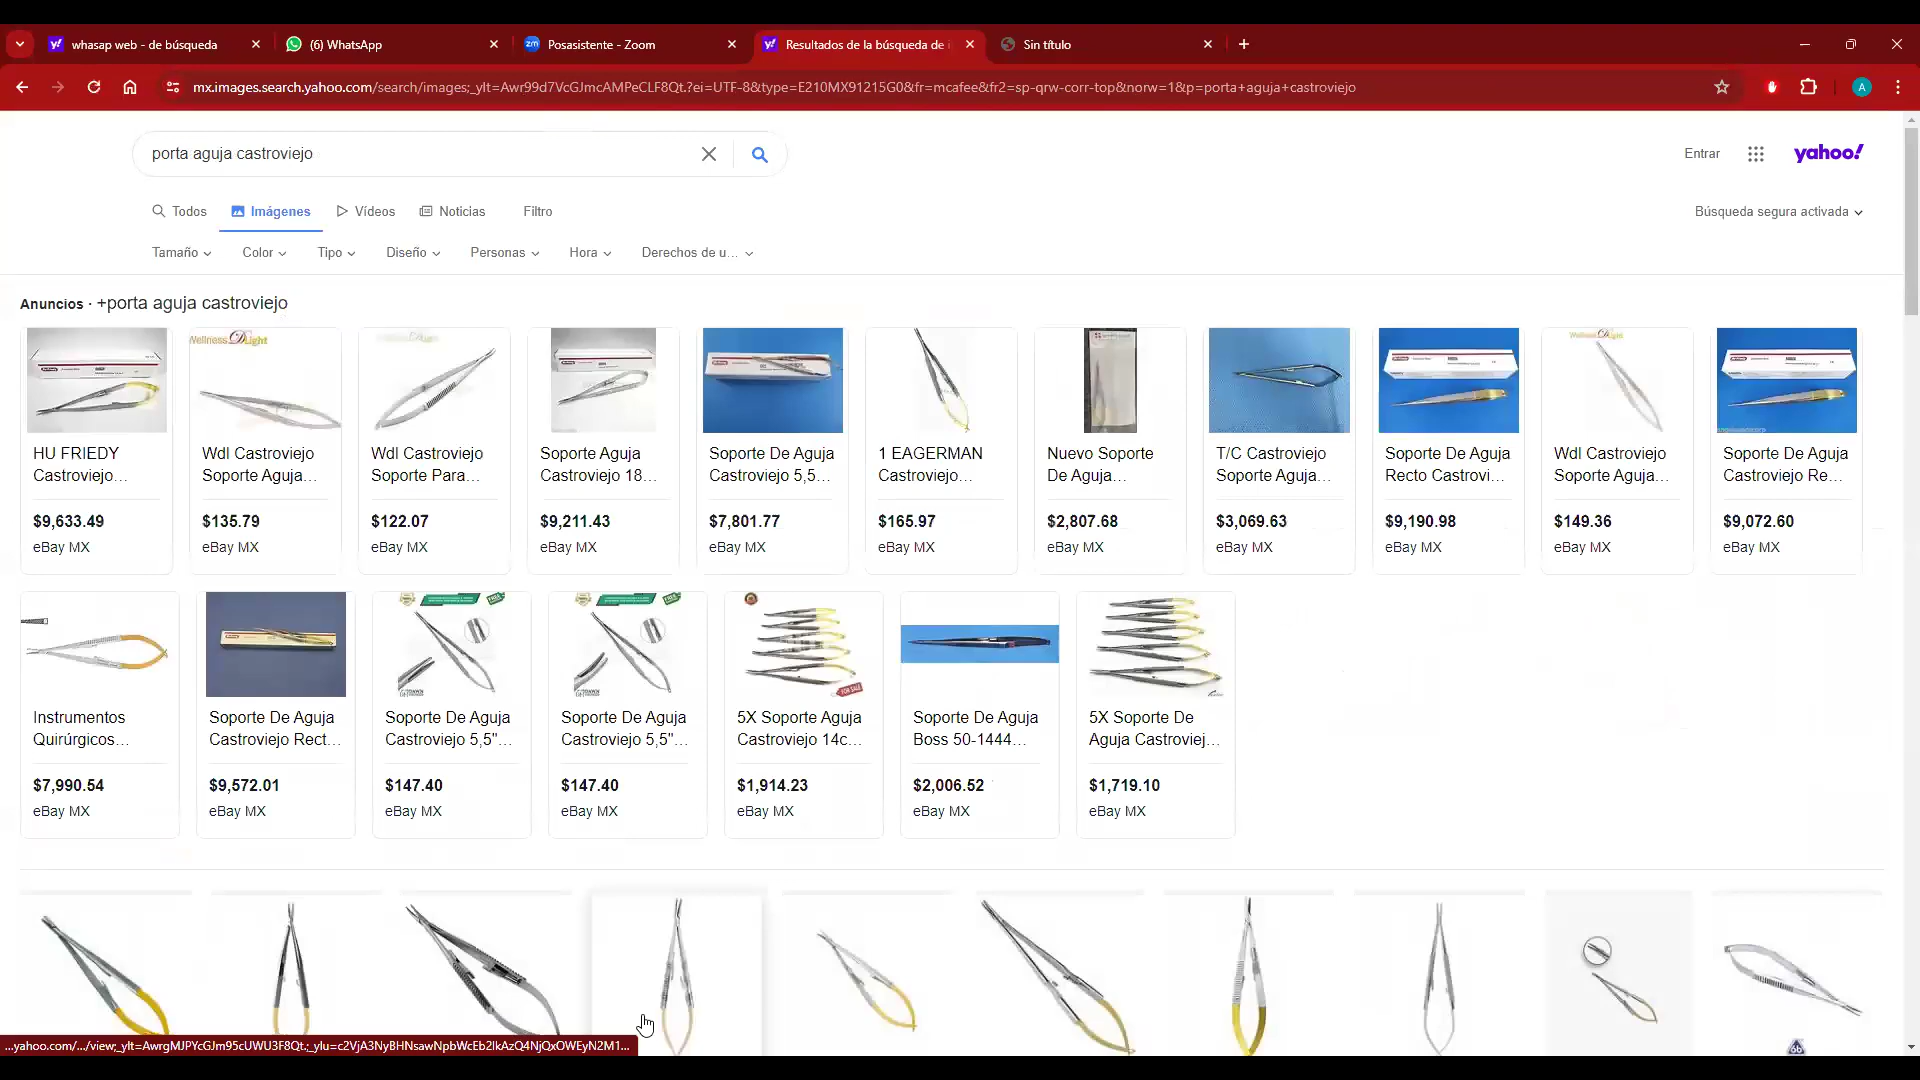 whasap web - de búsqueda
(6) WhatsApp
zm
Posasistente - Zoom
Resultados de la búsqueda de i
Sin título
mx.images.search.yahoo.com/search/images;_ylt=Awr99d7VcGJmcAMPeCLF8Qt.?ei=UTF-8&type=E210MX91215G0&fr=mcafee&fr2=sp-qrw-corr-top&norw=1&p=porta+aguja+castroviejo
A
porta aguja castroviejo
Entrar
yahoo!
Todos
Imágenes
Vídeos
Noticias
Filtro
Búsqueda segura activada
Tamaño
Color
Tipo
Diseño
Personas
Hora
Derechos de u...
Anuncios · +porta aguja castroviejo
Wellness Light
HU FRIEDY
Castroviejo...
$9,633.49
eBay MX
Wdl Castroviejo
Soporte Aguja...
$135.79
eBay MX
Wdl Castroviejo
Soporte Para...
$122.07
eBay MX
Soporte Aguja
Castroviejo 18...
$9,211.43
eBay MX
Soporte De Aguja
Castroviejo 5,5...
$7,801.77
eBay MX
1 EAGERMAN
Castroviejo...
$165.97
eBay MX
Nuevo Soporte
De Aguja...
$2,807.68
eBay MX
T/C Castroviejo
Soporte Aguja...
$3,069.63
eBay MX
Soporte De Aguja
Recto Castrovi...
$9,190.98
eBay MX
Wdl Castroviejo
Soporte Aguja...
$149.36
eBay MX
Soporte De Aguja
Castroviejo Re...
$9,072.60
eBay MX
Instrumentos
Quirúrgicos...
$7,990.54
eBay MX
Soporte De Aguja
Castroviejo Rect...
$9,572.01
eBay MX
Soporte De Aguja
Castroviejo 5,5"...
$147.40
eBay MX
Soporte De Aguja
Castroviejo 5,5"...
$147.40
eBay MX
FOR SALE
5X Soporte Aguja
Castroviejo 14c...
$1,914.23
eBay MX
Soporte De Aguja
Boss 50-1444...
$2,006.52
eBay MX
5X Soporte De
Aguja Castroviej...
$1,719.10
eBay MX
...yahoo.com/.../view;_ylt=AwrgMJPYcGJm95cUWU3F8Qt.;_ylu=c2VjA3NyBHNsawNpbWcEb2lkAzQ4NjQxOWEyN2M1...